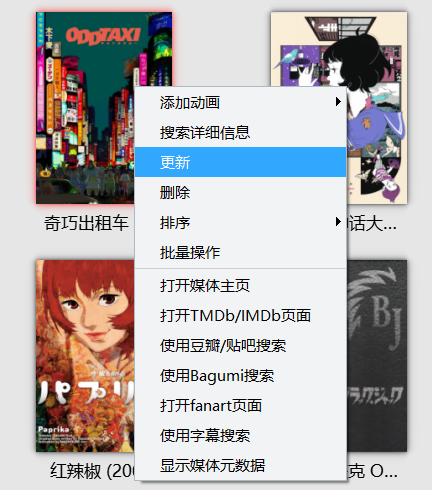 木下麦
ODDTAXI
奇巧出租车
话大...
添加动画
搜索详细信息
更新
删除
排序
批量操作
打开媒体主页
打开TMDb/IMDb页面
使用豆瓣/贴吧搜索
使用Bagumi搜索
打开fanart页面
使用字幕搜索
显示媒体元数据
パプリ
Paprika
红辣椒 (200
BJ
ブラック・ジャック
克 O...